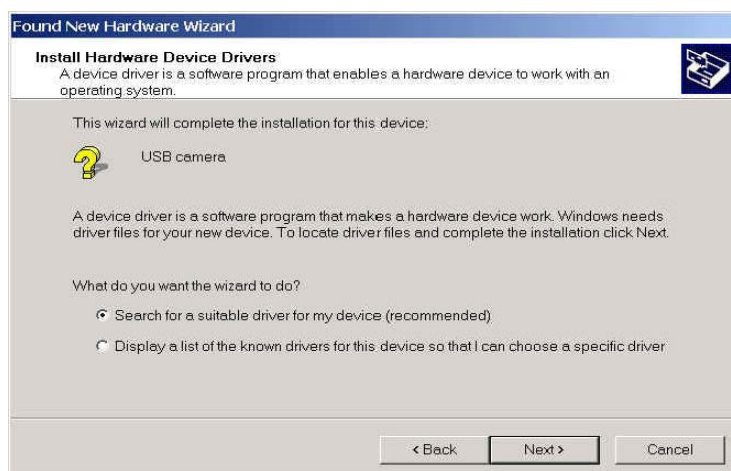 Found New Hardware Wizard
Install Hardware Device Drivers
A device driver is a software program that enables a hardware device to work with an
operating system.
This wizard will complete the installation for this device:
USB camera
A device driver is a software program that makes a hardware device work. Windows needs
driver files for your new device. To locate driver files and complete the installation click Next.
What do you want the wizard to do?
Search for a suitable driver for my device (recommended)
Display a list of the known drivers for this device so that I can choose a specific driver
< Back
Next >
Cancel